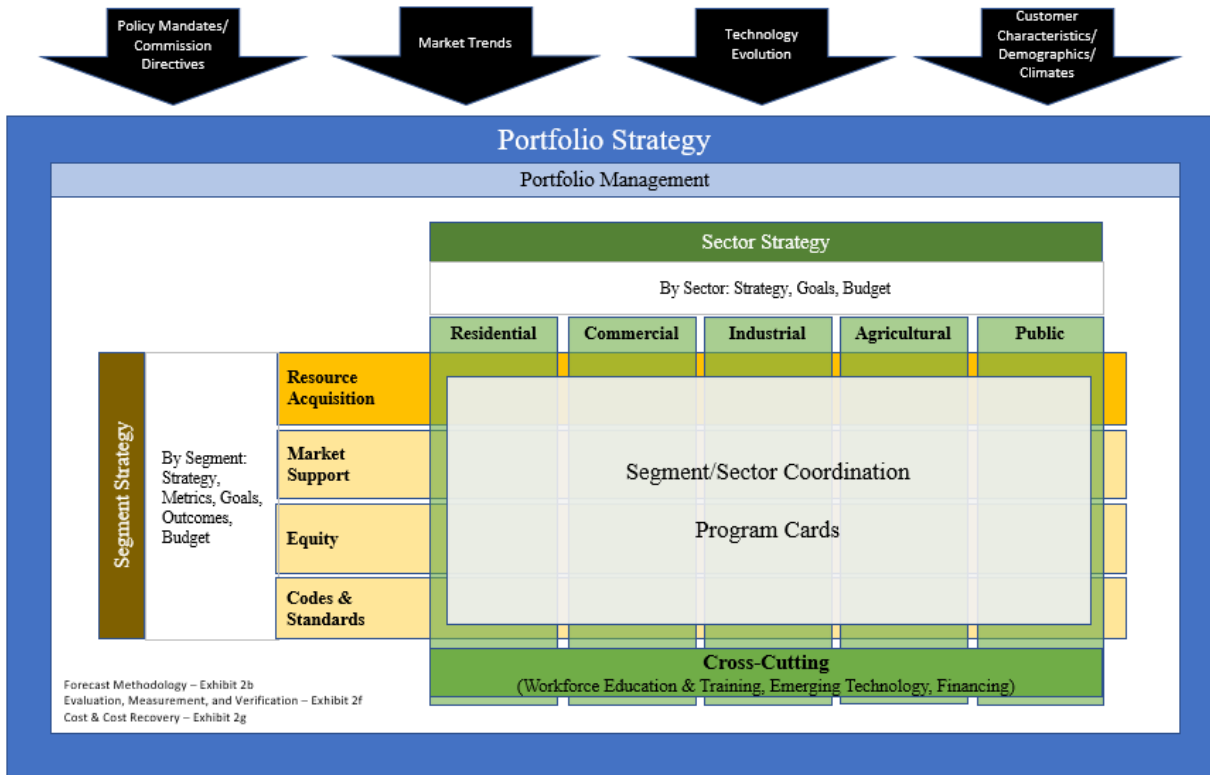 Policy Mandates/
Commission
Directives
Market Trends
Technology
Evolution
Customer
Characteristics/
Demographics/
Climates
Portfolio Strategy
Portfolio Management
Sector Strategy
By Sector: Strategy, Goals, Budget
Residential
Commercial
Industrial
Agricultural
Public
Segment Strategy
By Segment:
Strategy,
Metrics, Goals,
Outcomes,
Budget
Resource
Acquisition
Market
Support
Equity
Codes &
Standards
Segment/Sector Coordination
Program Cards
Cross-Cutting
(Workforce Education & Training, Emerging Technology, Financing)
Forecast Methodology – Exhibit 2b
Evaluation, Measurement, and Verification – Exhibit 2f
Cost & Cost Recovery – Exhibit 2g